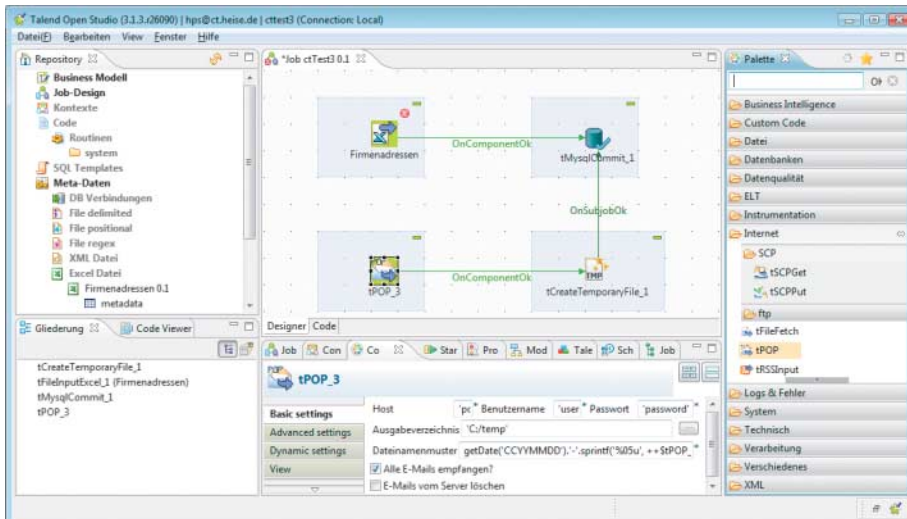 Talend Open Studio (3.1.3.r26090) | hps@ct.heise.de | cttest3 (Connection: Local)
Datei(F) Bearbeiten View Fenster Hilfe
Repository
Business Modell
Job-Design
Kontexte
Code
Routinen
system
SQL Templates
Meta-Daten
DB Verbindungen
File delimited
File positional
File regex
XML Datei
Excel Datei
Firmenadressen 0.1
metadata
Gliederung Code Viewer
tCreateTemporaryFile_1
tFileInputExcel_1 (Firmenadressen)
tMysqlCommit_1
tPOP_3
*Job ctTest3 0.1
Firmenadressen
OnComponentOk
tMysqlCommit_1
OnSubjobOk
tPOP_3
OnComponentOk
TMP
tCreateTemporaryFile_1
Designer Code
Job Con Co Star Pro Mod Tale Sch Job
POP
tPOP_3
Basic settings
Advanced settings
Dynamic settings
View
Host 'pc * Benutzername 'user * Passwort 'password' *
Ausgabeverzeichnis 'C:/temp'
Dateinamenmuster getDate('CCYYMMDD').'-'.sprintf('%05u', ++$tPOP_ *
Alle E-Mails empfangen?
E-Mails vom Server löschen
Palette
Business Intelligence
Custom Code
Datei
Datenbanken
Datenqualität
ELT
Instrumentation
Internet
SCP
tSCPGet
tSCPPut
ftp
tFileFetch
tPOP
tRSSInput
Logs & Fehler
System
Technisch
Verarbeitung
Verschiedenes
XML